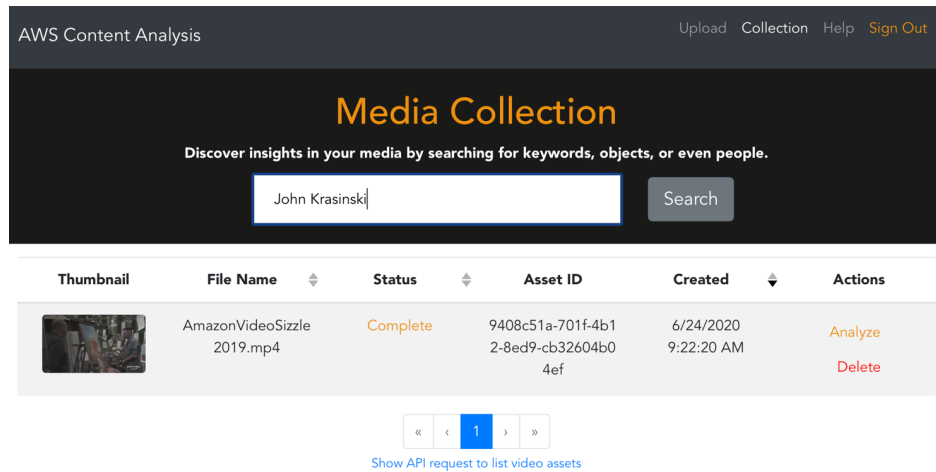 AWS Content Analysis
Upload Collection Help Sign Out
Media Collection
Discover insights in your media by searching for keywords, objects, or even people.
John Krasinski
Search
Thumbnail File Name Status Asset ID Created Actions
AmazonVideoSizzle
2019.mp4
Complete
9408c51a-701f-4b1
2-8ed9-cb32604b0
4ef
6/24/2020
9:22:20 AM
Analyze
Delete
« ‹ 1 › »
Show API request to list video assets